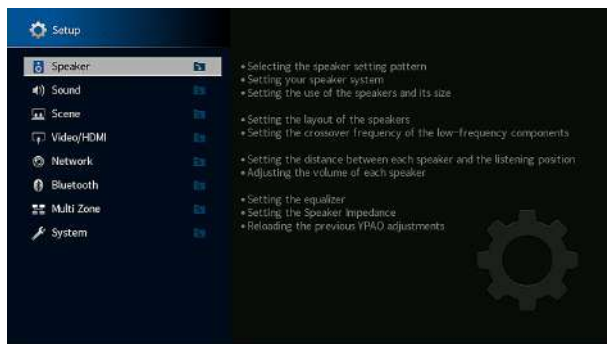 Setup
Speaker
Sound
Scene
Video/HDMI
Network
Bluetooth
Multi Zone
System
• Selecting the speaker setting pattern
• Setting your speaker system
• Setting the use of the speakers and its size
• Setting the layout of the speakers
• Setting the crossover frequency of the low-frequency components
• Setting the distance between each speaker and the listening position
• Adjusting the volume of each speaker
• Setting the equalizer
• Setting the Speaker Impedance
• Reloading the previous YPAO adjustments